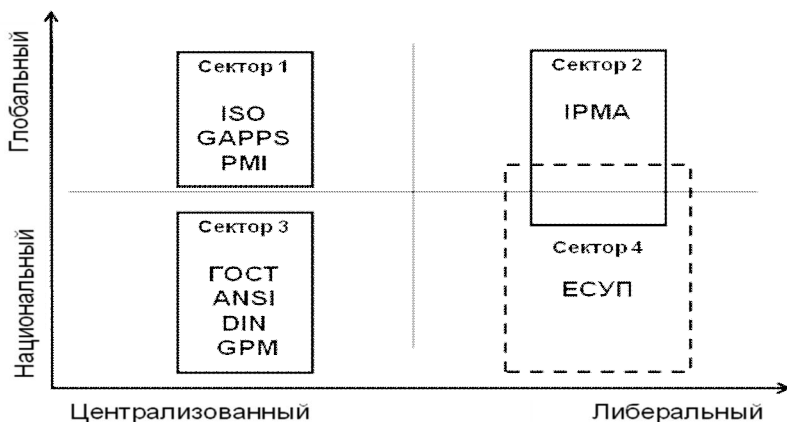 Глобальный
Сектор 1
ISO
GAPPS
PMI
Сектор 2
IPMA
Национальный
Сектор 3
ГОСТ
ANSI
DIN
GPM
Сектор 4
ЕСУП
Централизованный
Либеральный